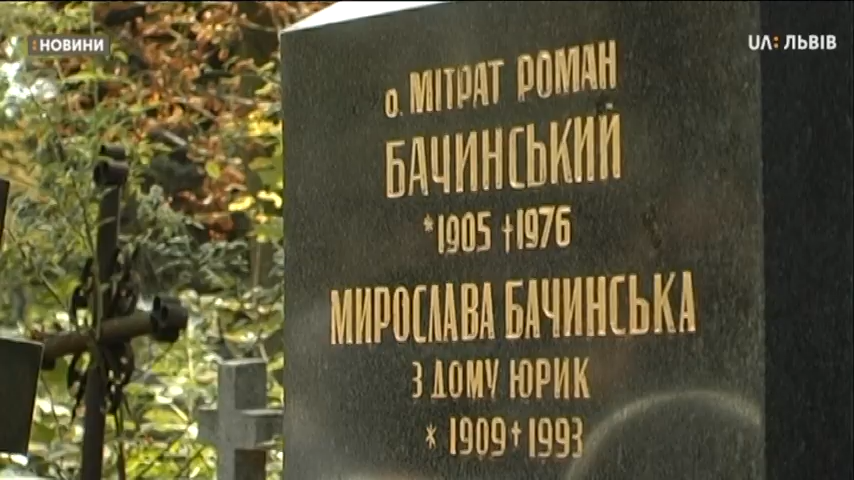 :НОВИНИ
UA: ЛЬВІВ
о. МІТРАТ РОМАН
БАЧИНСЬКИЙ
*1905 †1976
МИРОСЛАВА БАЧИНСЬКА
З ДОМУ ЮРИК
* 1909 † 1993